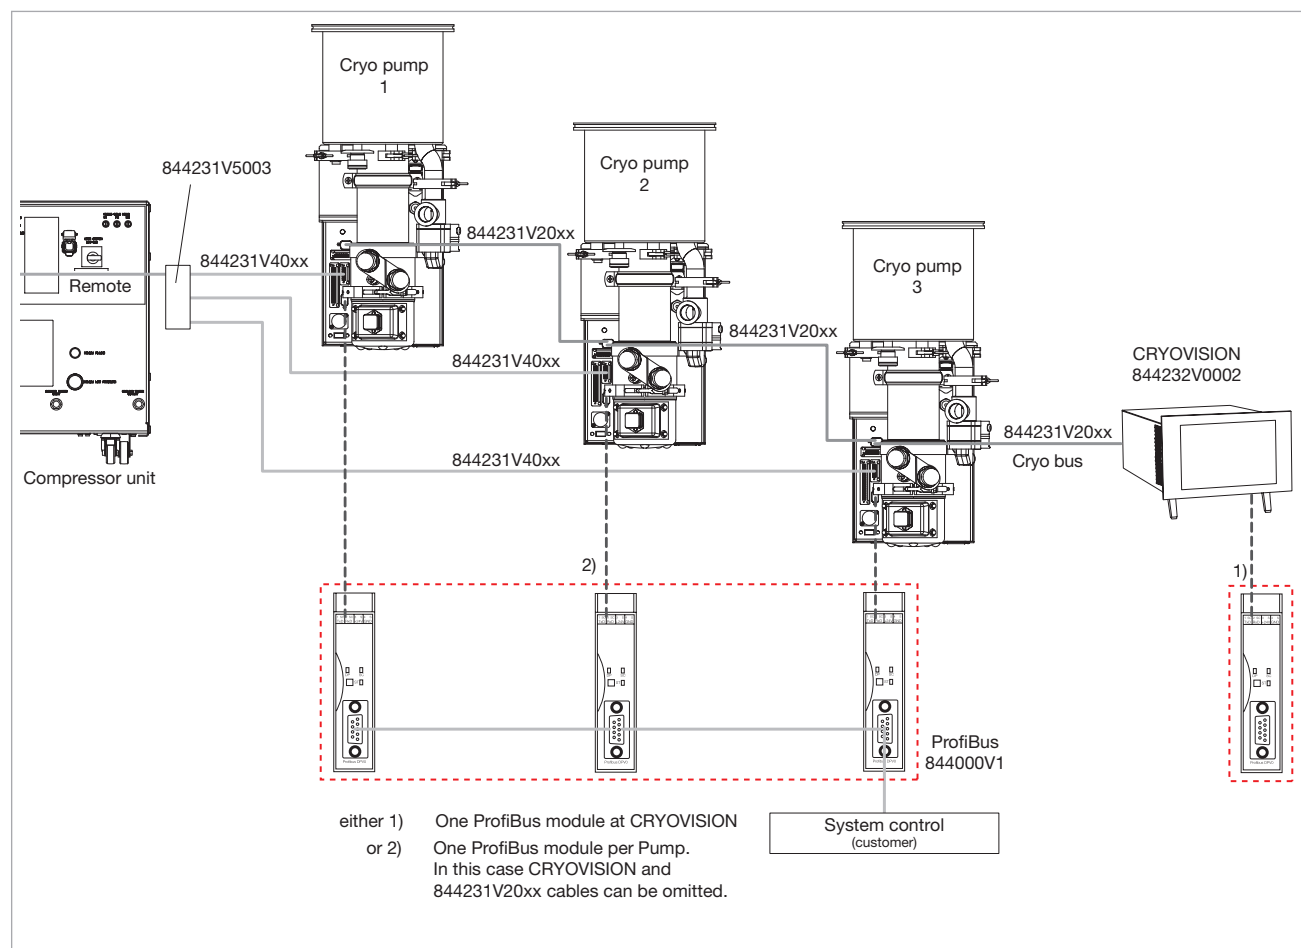 Cryo pump
1
Cryo pump
2
Cryo pump
3
844231V5003
844231V20xx
844231V40xx
Remote
844231V20xx
844231V40xx
CRYOVISION
844232V0002
844231V20xx
Cryo bus
844231V40xx
Compressor unit
2)
1)
ProfiBus
844000V1
either 1) One ProfiBus module at CRYOVISION
or 2) One ProfiBus module per Pump.
In this case CRYOVISION and
844231V20xx cables can be omitted.
System control
(customer)